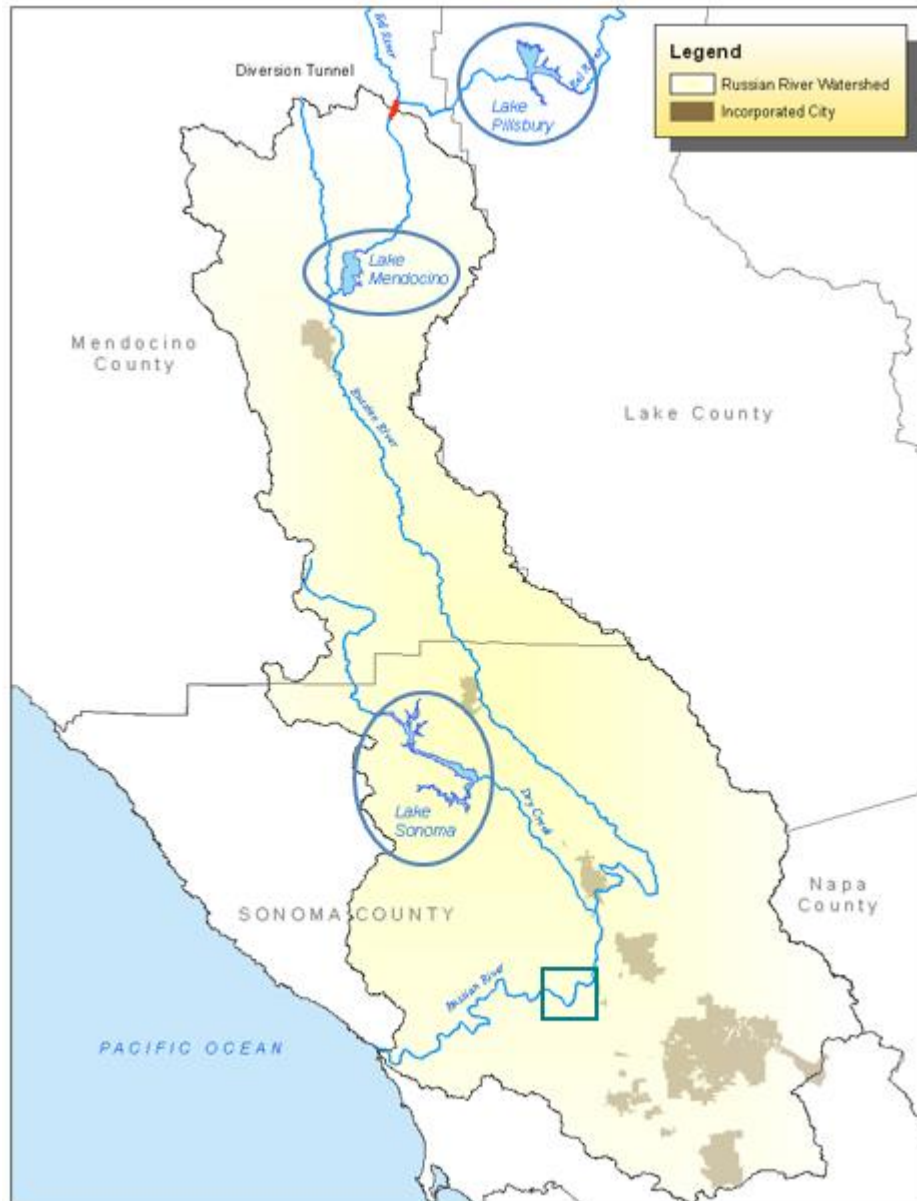 Eel River
Eel River
Legend
Russian River Watershed
Incorporated City
Diversion Tunnel
Lake
Pillsbury
Lake
Mendocino
Mendocino
County
Russian River
Lake County
Lake
Sonoma
Dry Creek
Napa
County
SONOMA COUNTY
Russian River
PACIFIC OCEAN